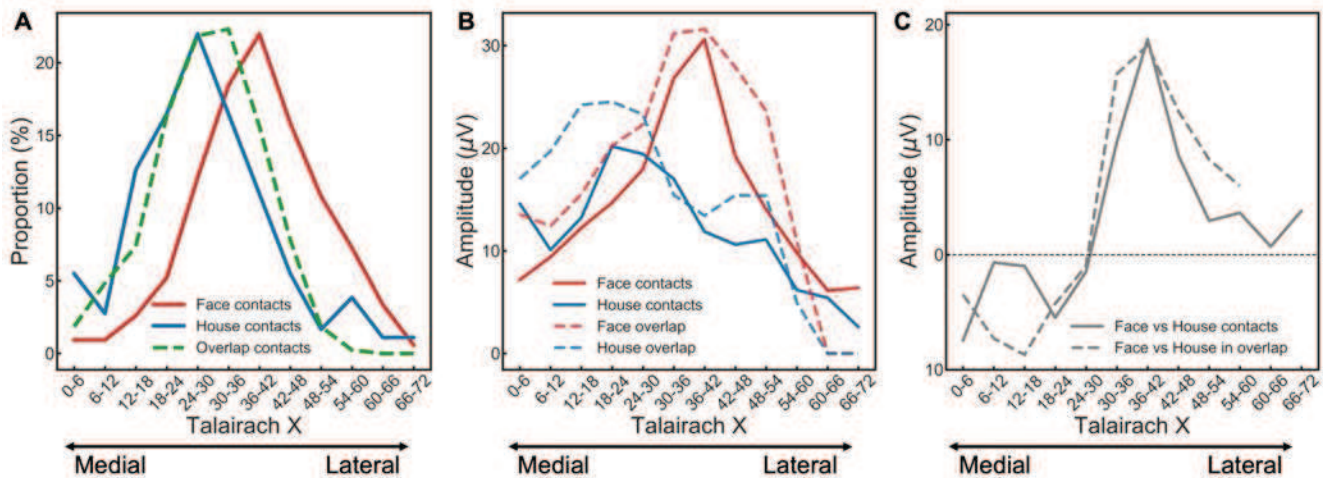 A
Proportion (%)
20
15
10
5
0
Face contacts
House contacts
Overlap contacts
0-6
6-12
12-18
18-24
24-30
30-36
36-42
42-48
48-54
54-60
60-66
66-72
Talairach X
Medial
Lateral
B
Amplitude (μV)
30
20
10
0
Face contacts
House contacts
Face overlap
House overlap
0-6
6-12
12-18
18-24
24-30
30-36
36-42
42-48
48-54
54-60
60-66
66-72
Talairach X
Medial
Lateral
C
Amplitude (μV)
20
10
0
10
Face vs House contacts
Face vs House in overlap
0-6
6-12
12-18
18-24
24-30
30-36
36-42
42-48
48-54
54-60
60-66
66-72
Talairach X
Medial
Lateral